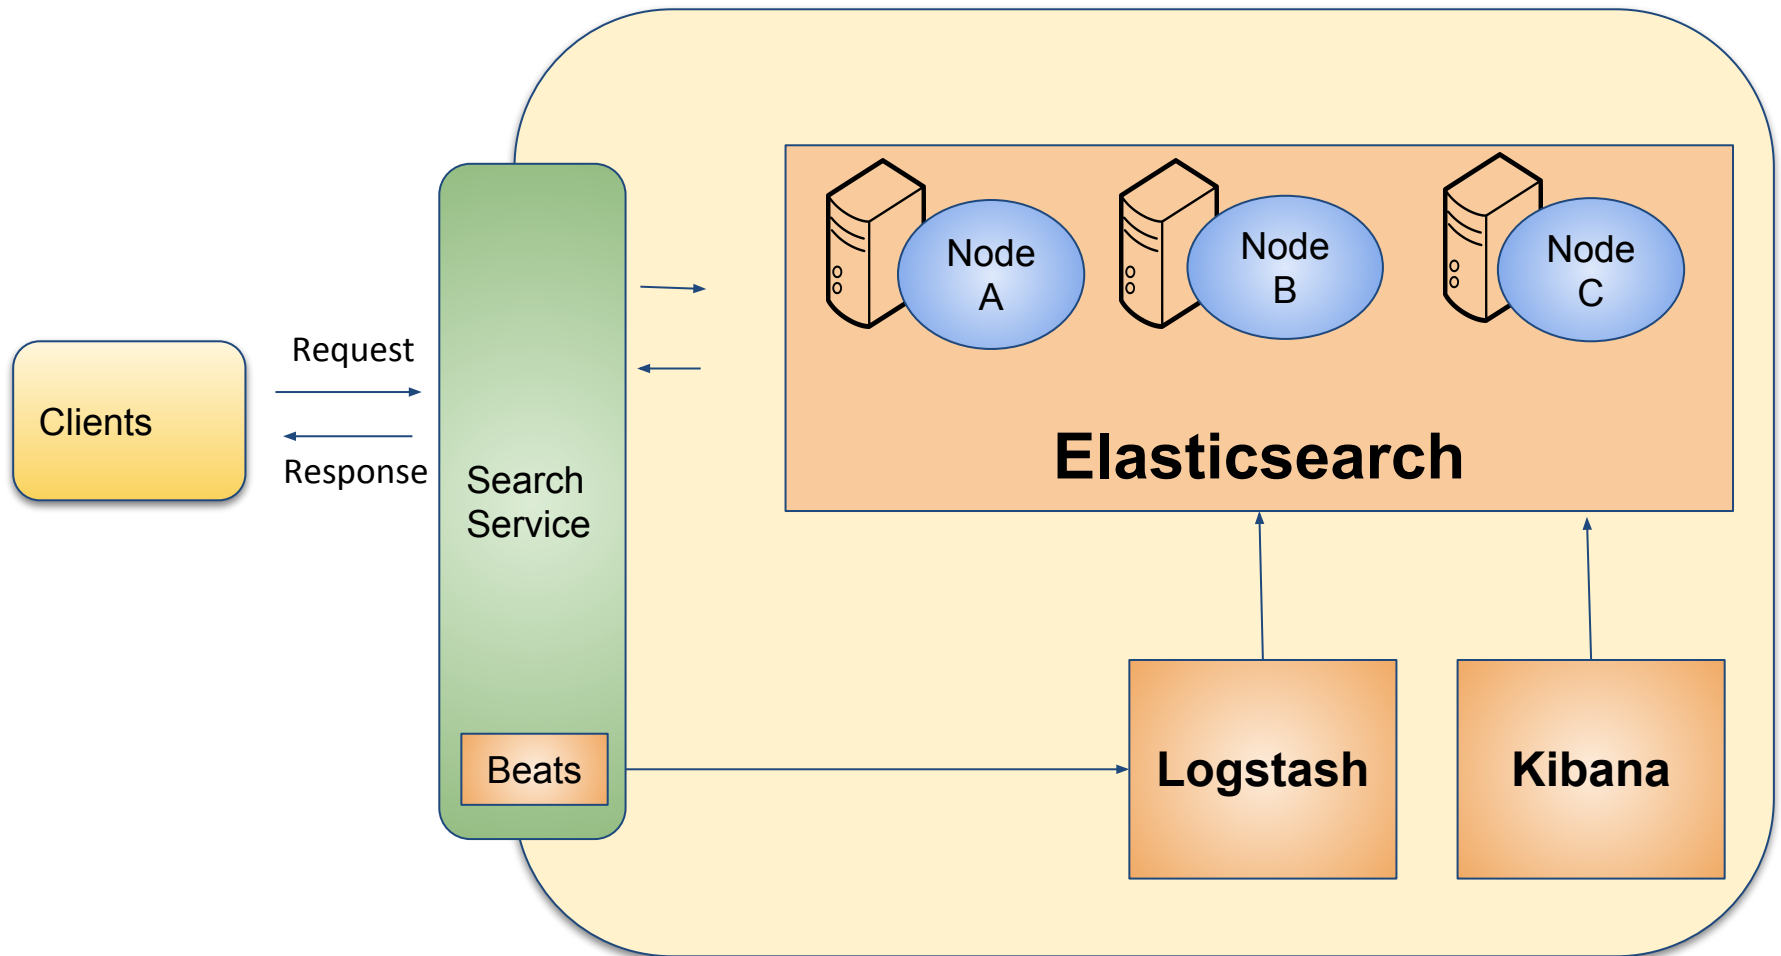 Clients
Request
Response
Search
Service
Beats
Node
A
Node
B
Node
C
Elasticsearch
Logstash
Kibana